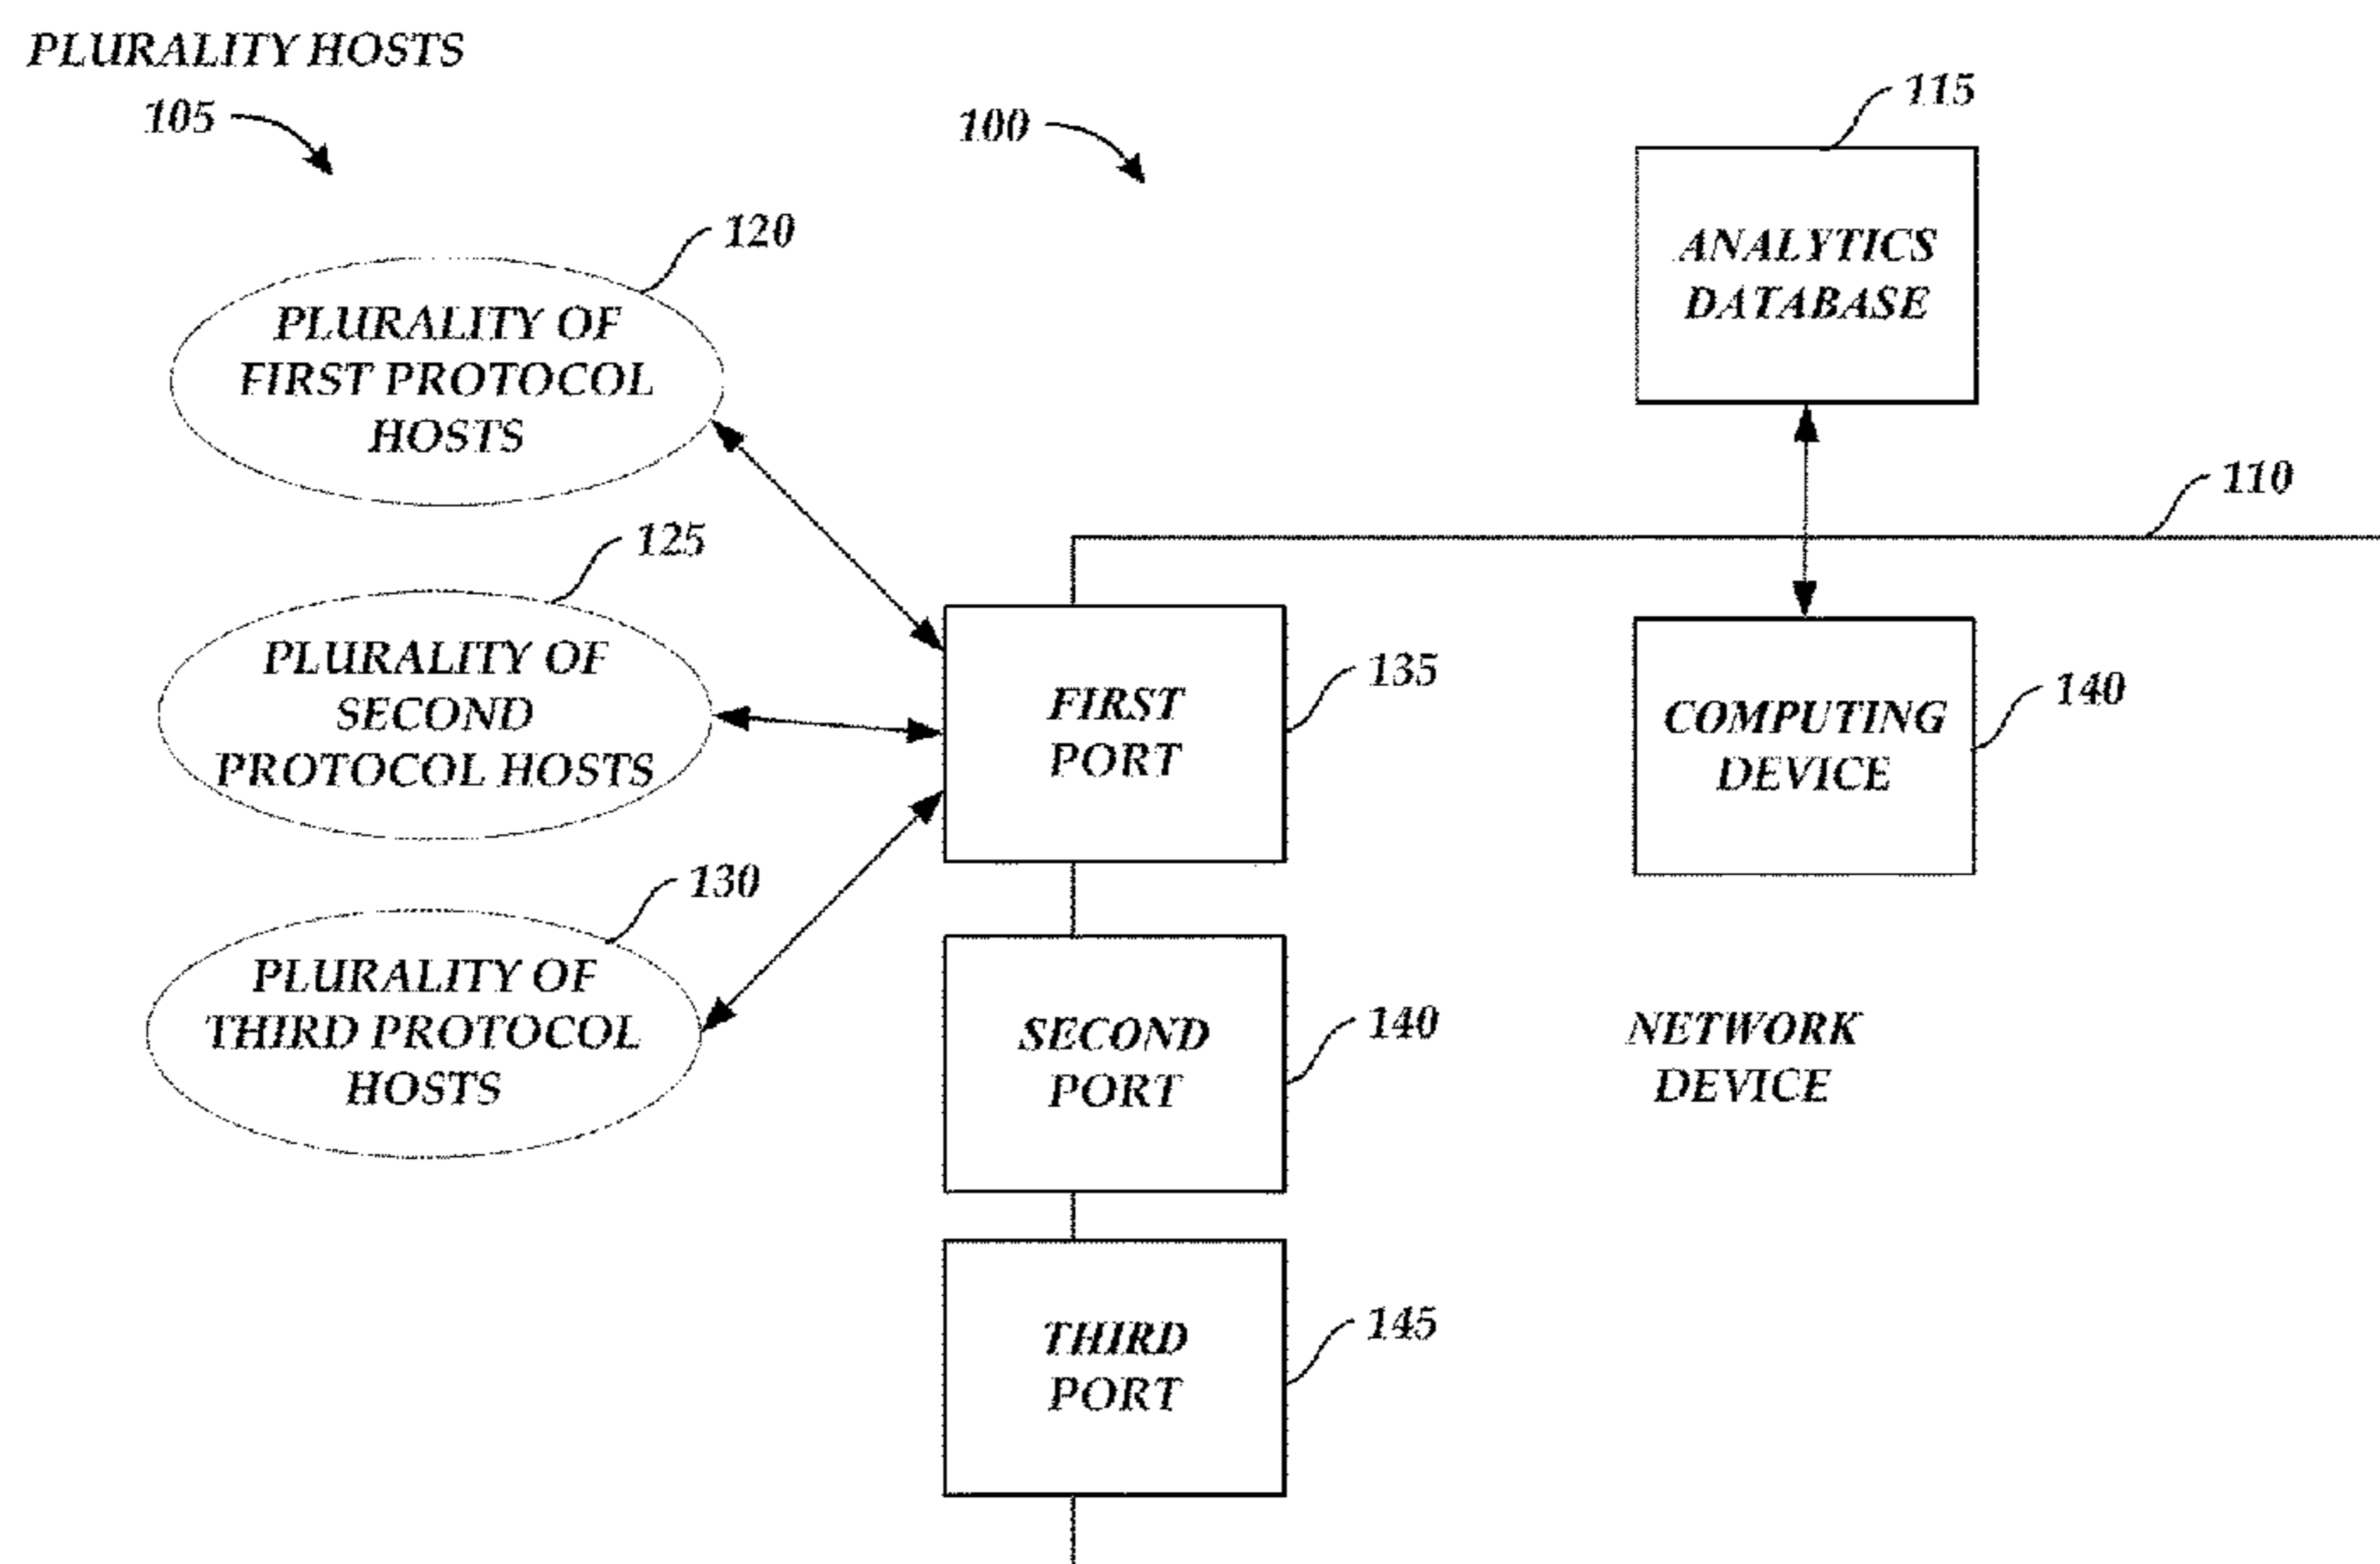 PLURALITY HOSTS
105
100
115
120
ANALYTICS
DATABASE
PLURALITY OF
FIRST PROTOCOL
HOSTS
110
125
PLURALITY OF
SECOND
PROTOCOL HOSTS
FIRST
PORT
135
COMPUTING
DEVICE
140
130
PLURALITY OF
THIRD PROTOCOL
HOSTS
SECOND
PORT
140
NETWORK
DEVICE
THIRD
PORT
145